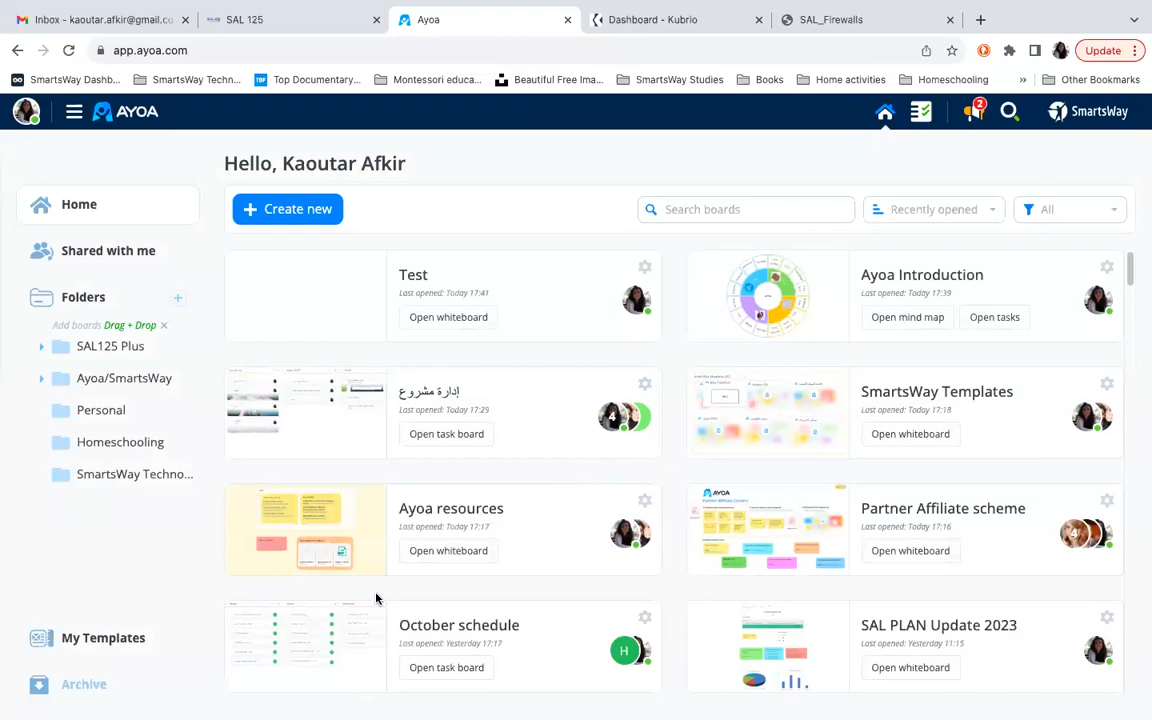 Inbox - kaoutar.afkir@gmail.co
SAL 125
Ayoa
Dashboard - Kubrio
SAL_Firewalls
app.ayoa.com
Update
SmartsWay Dashb...
SmartsWay Techn...
Top Documentary...
Montessori educa...
Beautiful Free Ima...
SmartsWay Studies
Books
Home activities
Homeschooling
Other Bookmarks
AYOA
2
SmartsWay
Hello, Kaoutar Afkir
Home
Shared with me
Folders
Add boards Drag + Drop
SAL125 Plus
Ayoa/SmartsWay
Personal
Homeschooling
SmartsWay Techno...
My Templates
Archive
Create new
Search boards
Recently opened
All
Test
Last opened: Today 17:41
Open whiteboard
Ayoa Introduction
Last opened: Today 17:39
Open mind map
Open tasks
إدارة مشروع
Last opened: Today 17:29
Open task board
4
SmartsWay Templates
Last opened: Today 17:18
Open whiteboard
Ayoa resources
Last opened: Today 17:17
Open whiteboard
AYOA
Partner Affiliate scheme
Last opened: Today 17:16
Open whiteboard
4
October schedule
Last opened: Yesterday 17:17
Open task board
H
SAL PLAN Update 2023
Last opened: Yesterday 11:15
Open whiteboard